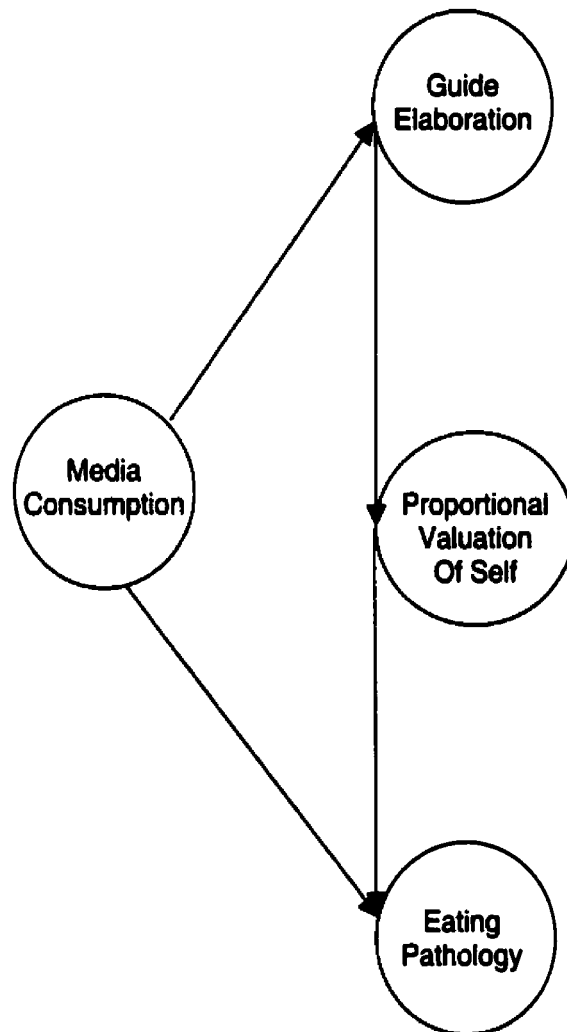 Guide
Elaboration
Media
Consumption
Proportional
Valuation
Of Self
Eating
Pathology